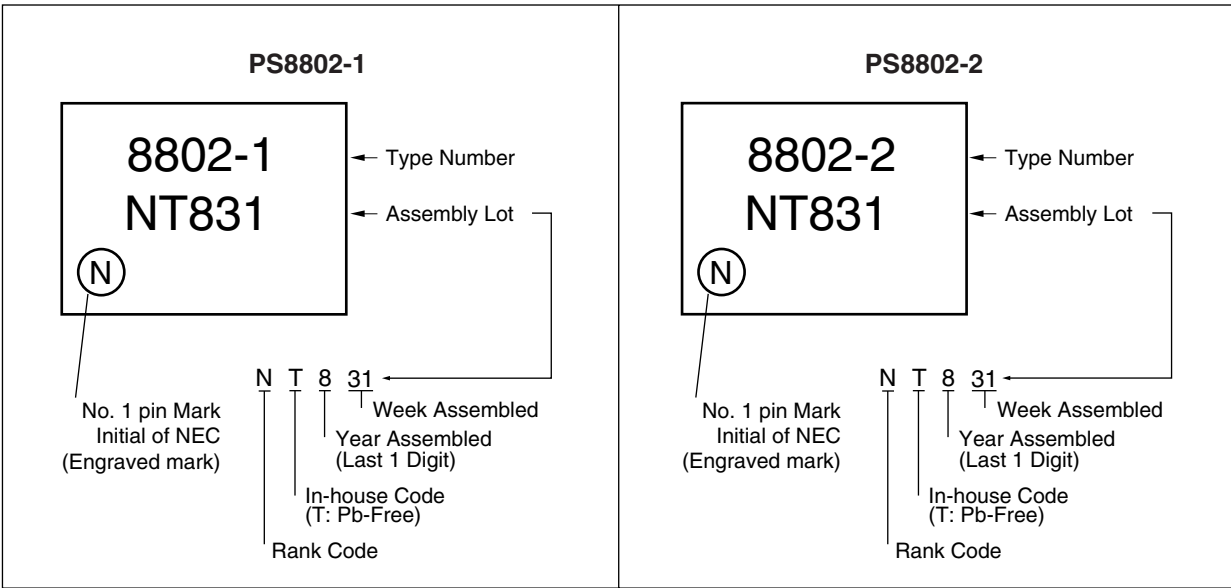 PS8802-1
8802-1
Type Number
NT831
Assembly Lot
N
N T 8 31
No. 1 pin Mark
Initial of NEC
(Engraved mark)
Week Assembled
Year Assembled
(Last 1 Digit)
In-house Code
(T: Pb-Free)
Rank Code
PS8802-2
8802-2
Type Number
NT831
Assembly Lot
N
N T 8 31
No. 1 pin Mark
Initial of NEC
(Engraved mark)
Week Assembled
Year Assembled
(Last 1 Digit)
In-house Code
(T: Pb-Free)
Rank Code